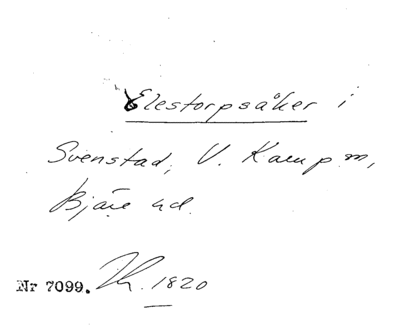 Elestorpsåker i
Svenstad, V. Karup sn,
Bjäre hd.
Nr 7099. 1820